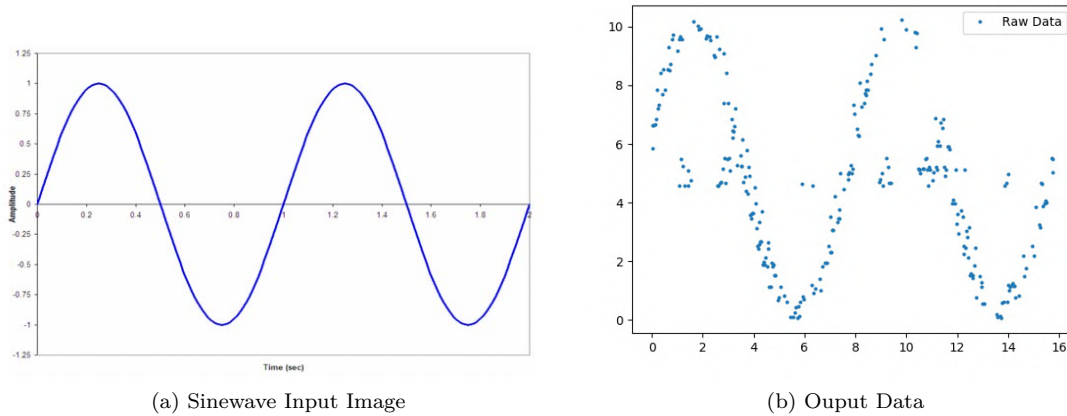 1.25
1
0.75
0.5
0.25
0
-0.25
-0.5
-0.75
-1
-1.25
Amplitude
0 0.2 0.4 0.6 0.8 1 1.2 1.4 1.6 1.8 2
Time (sec)
(a) Sinewave Input Image
Raw Data
10
8
6
4
2
0
0 2 4 6 8 10 12 14 16
(b) Ouput Data